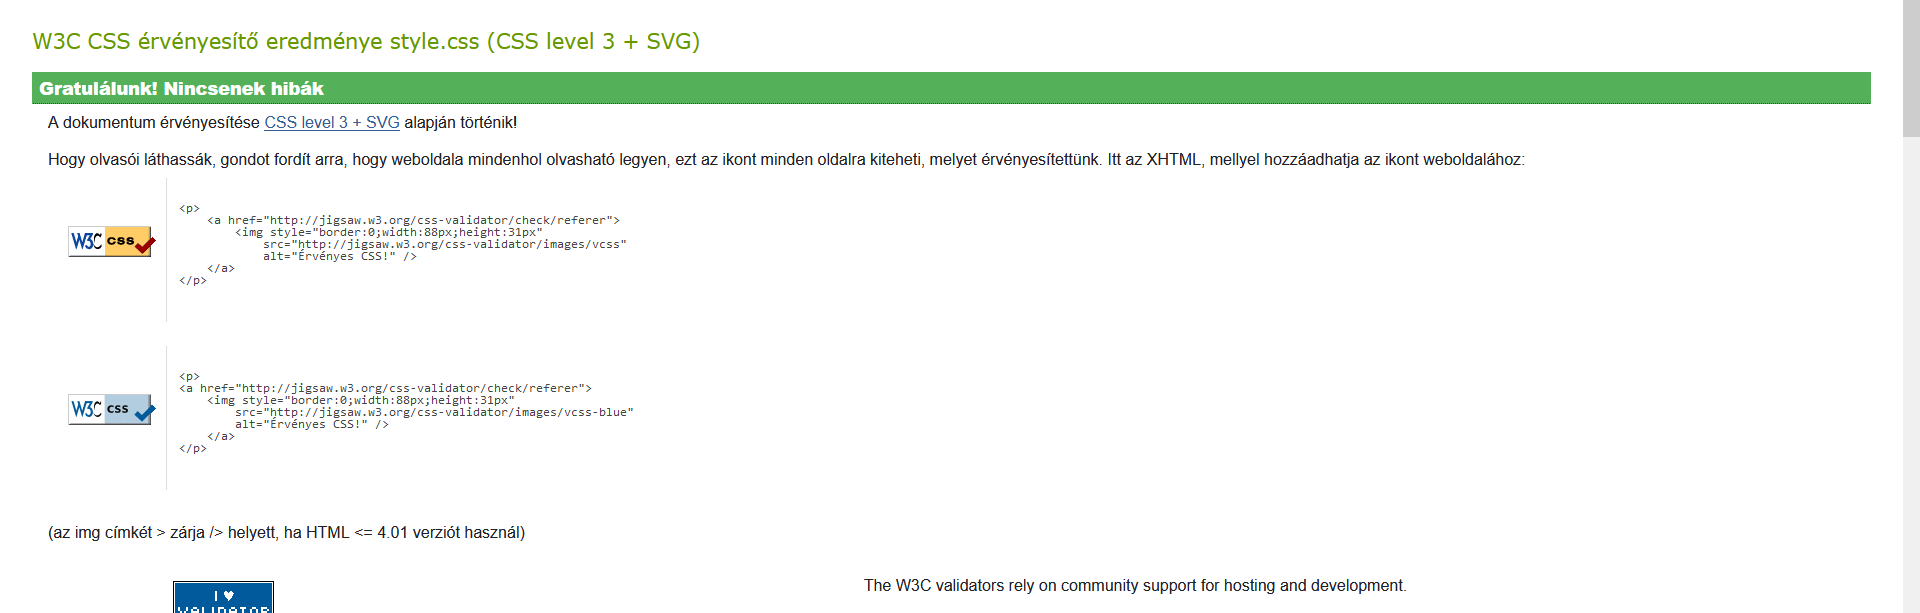 W3C CSS érvényesítő eredménye style.css (CSS level 3 + SVG)
Gratulálunk! Nincsenek hibák
A dokumentum érvényesítése CSS level 3 + SVG alapján történik!
Hogy olvasói láthassák, gondot fordít arra, hogy weboldala mindenhol olvasható legyen, ezt az ikont minden oldalra kiteheti, melyet érvényesítettünk. Itt az XHTML, mellyel hozzáadhatja az ikont weboldalához:
W3C css
<p>
<a href="http://jigsaw.w3.org/css-validator/check/referer">
<img style="border:0;width:88px;height:31px"
src="http://jigsaw.w3.org/css-validator/images/vcss"
alt="Érvényes CSS!" />
</a>
</p>
W3C css
<p>
<a href="http://jigsaw.w3.org/css-validator/check/referer">
<img style="border:0;width:88px;height:31px"
src="http://jigsaw.w3.org/css-validator/images/vcss-blue"
alt="Érvényes CSS!" />
</a>
</p>
(az img címkét > zárja /> helyett, ha HTML <= 4.01 verziót használ)
I ♥
VALIDATOR
The W3C validators rely on community support for hosting and development.